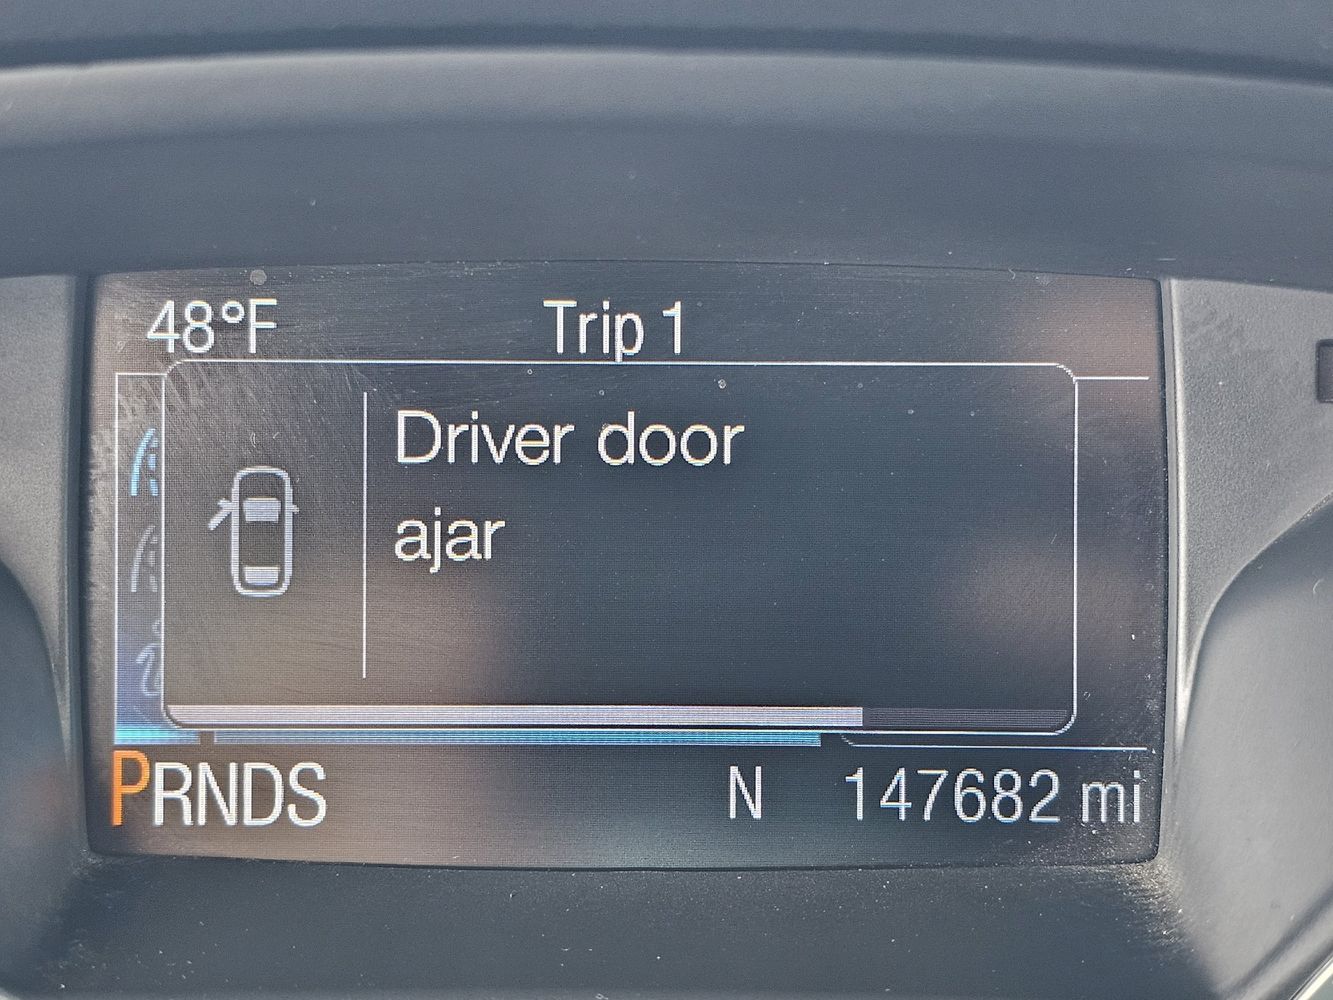 48°F Trip 1
Driver door
ajar
PRNDS N 147682 mi